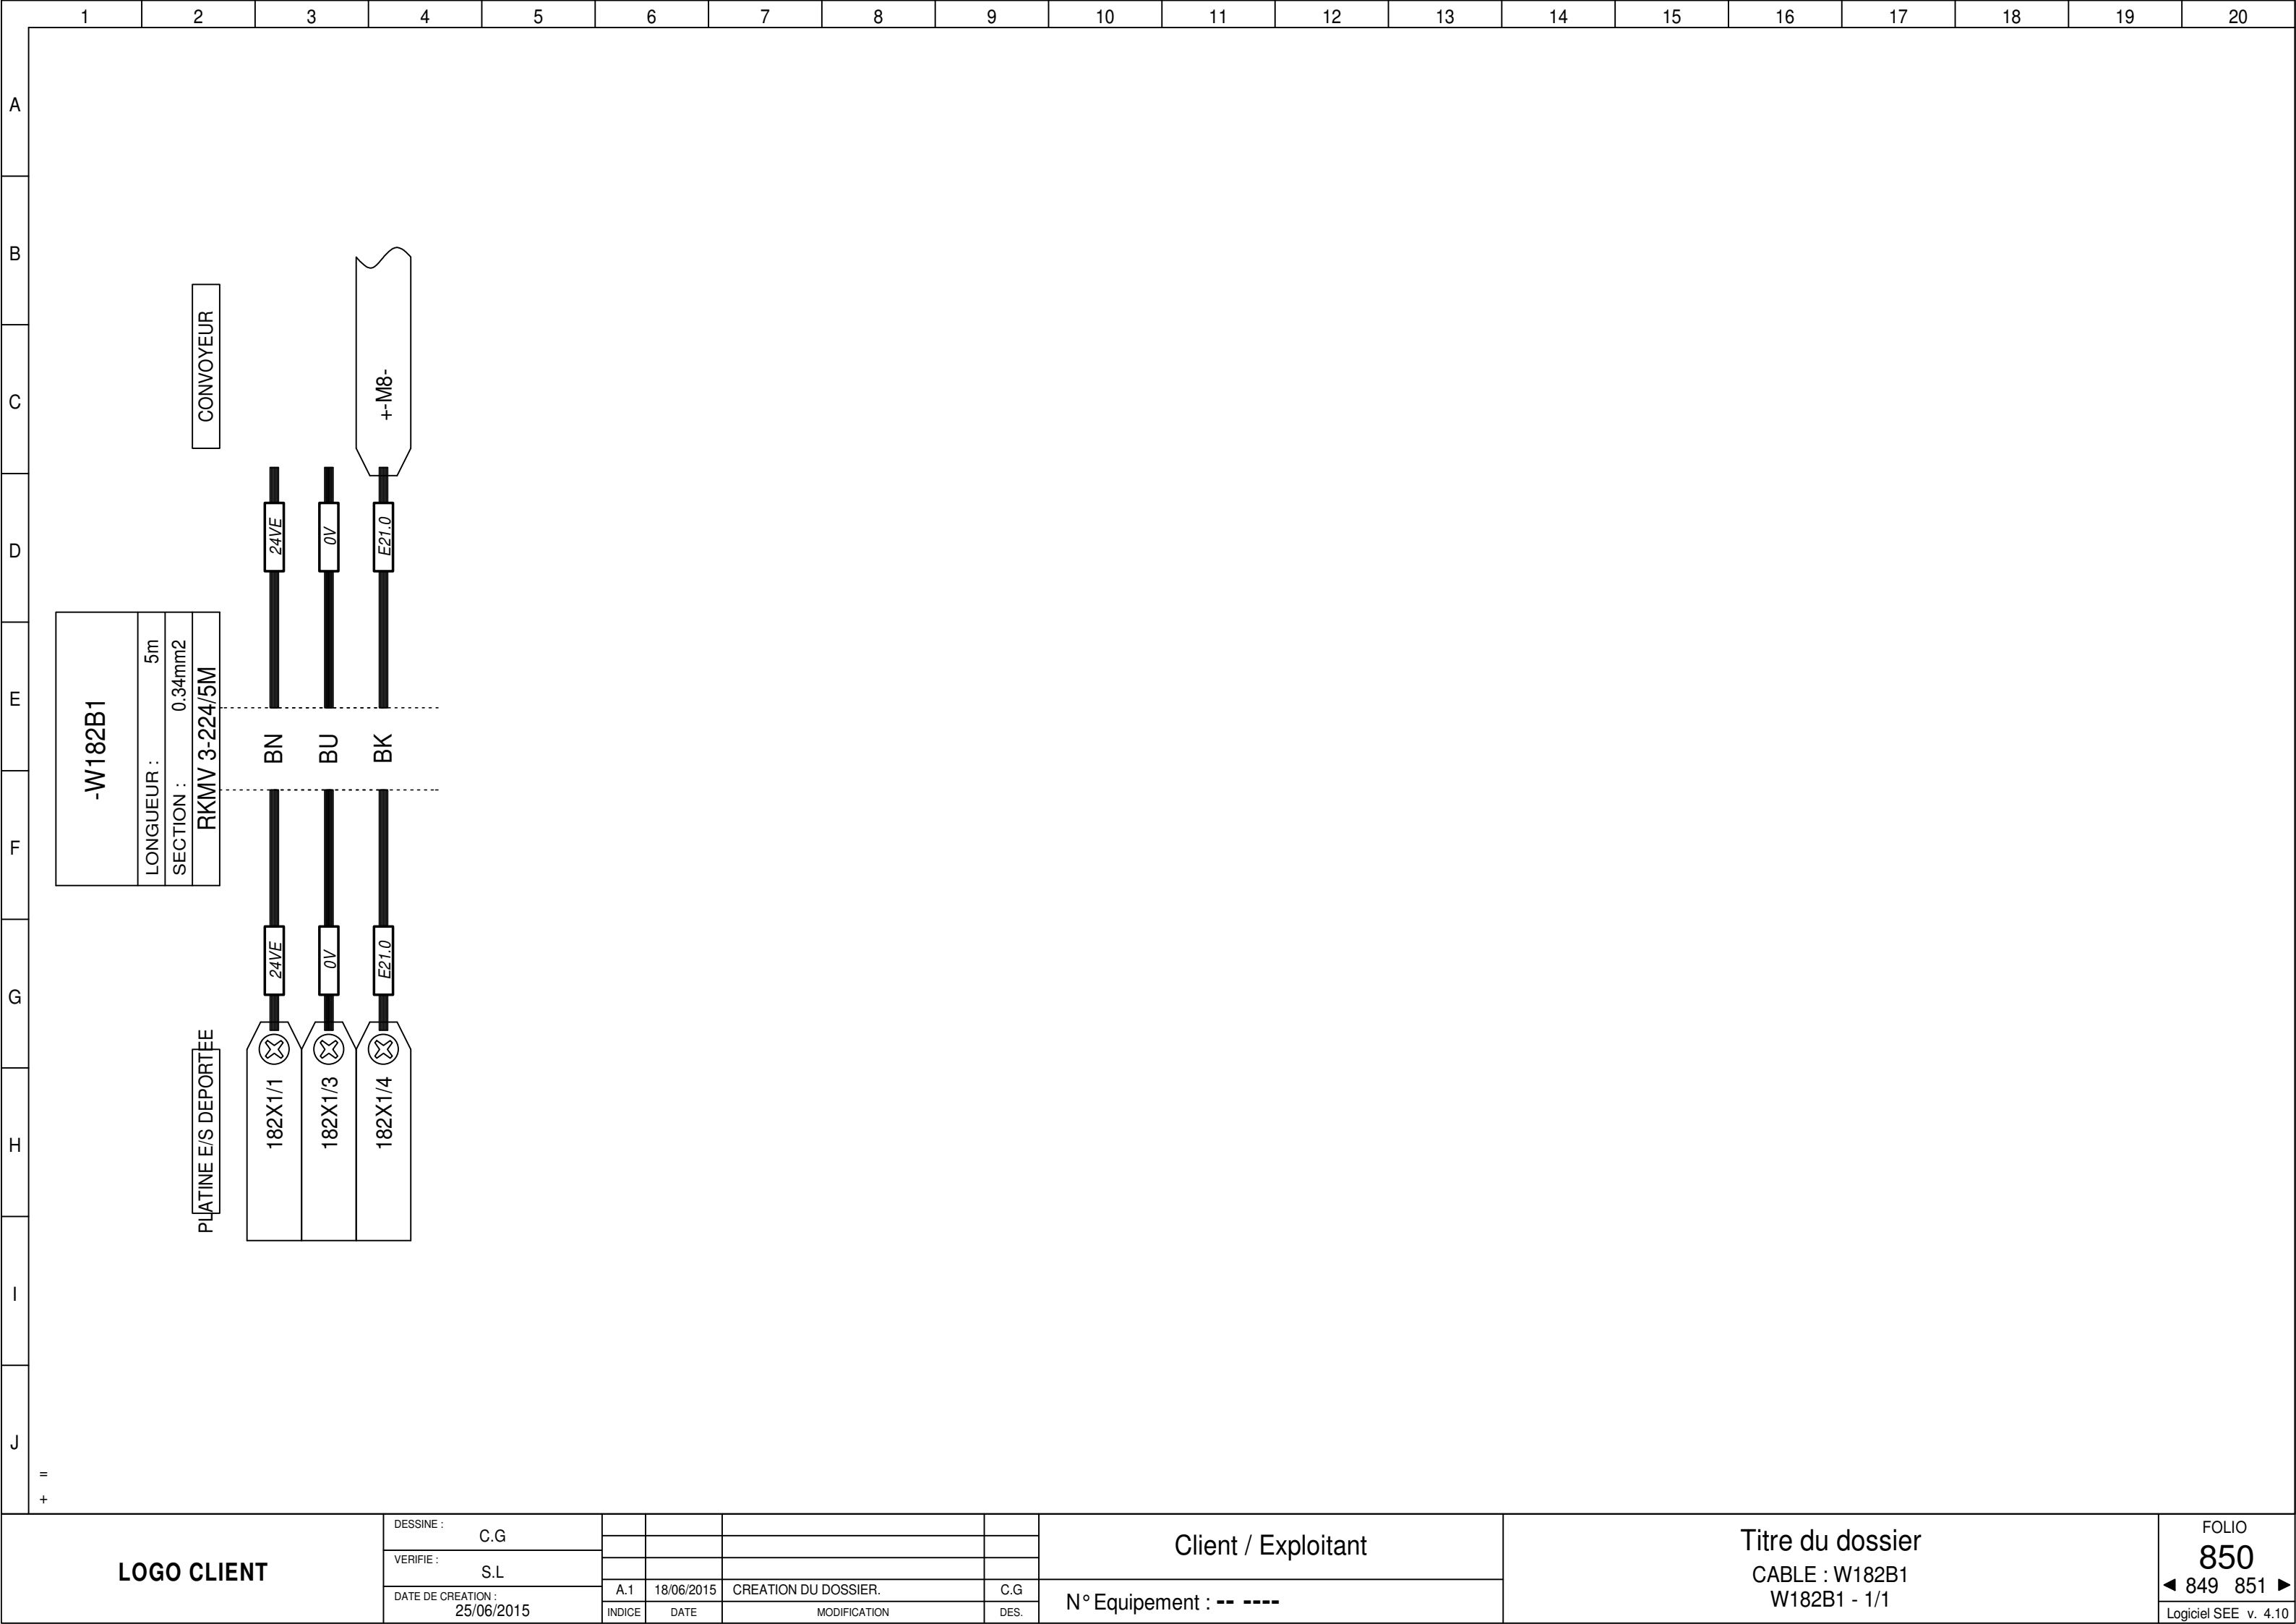 1 2 3 4 5 6 7 8 9 10 11 12 13 14 15 16 17 18 19 20
A
B
C
D
E
F
G
H
I
J
CONVOYEUR
+-M8-
24VE
0V
E21.0
-W182B1
LONGUEUR : 5m
SECTION : 0.34mm2
RKMV 3-224/5M
BN
BU
BK
24VE
0V
E21.0
PLATINE E/S DEPORTEE
182X1/1
182X1/3
182X1/4
=
+
LOGO CLIENT
DESSINE :
C.G
VERIFIE :
S.L
DATE DE CREATION :
25/06/2015
A.1 18/06/2015 CREATION DU DOSSIER. C.G
INDICE DATE MODIFICATION DES.
Client / Exploitant
N° Equipement : -- ----
Titre du dossier
CABLE : W182B1
W182B1 - 1/1
FOLIO
850
◄ 849 851 ►
Logiciel SEE v. 4.10